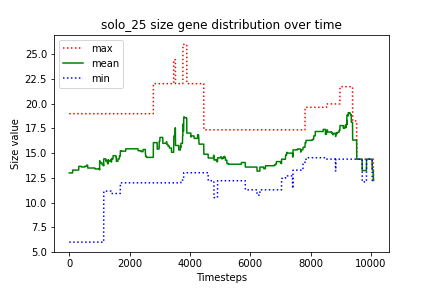 solo_25 size gene distribution over time
max
mean
min
Size value
25.0
22.5
20.0
17.5
15.0
12.5
10.0
7.5
5.0
0 2000 4000 6000 8000 10000
Timesteps